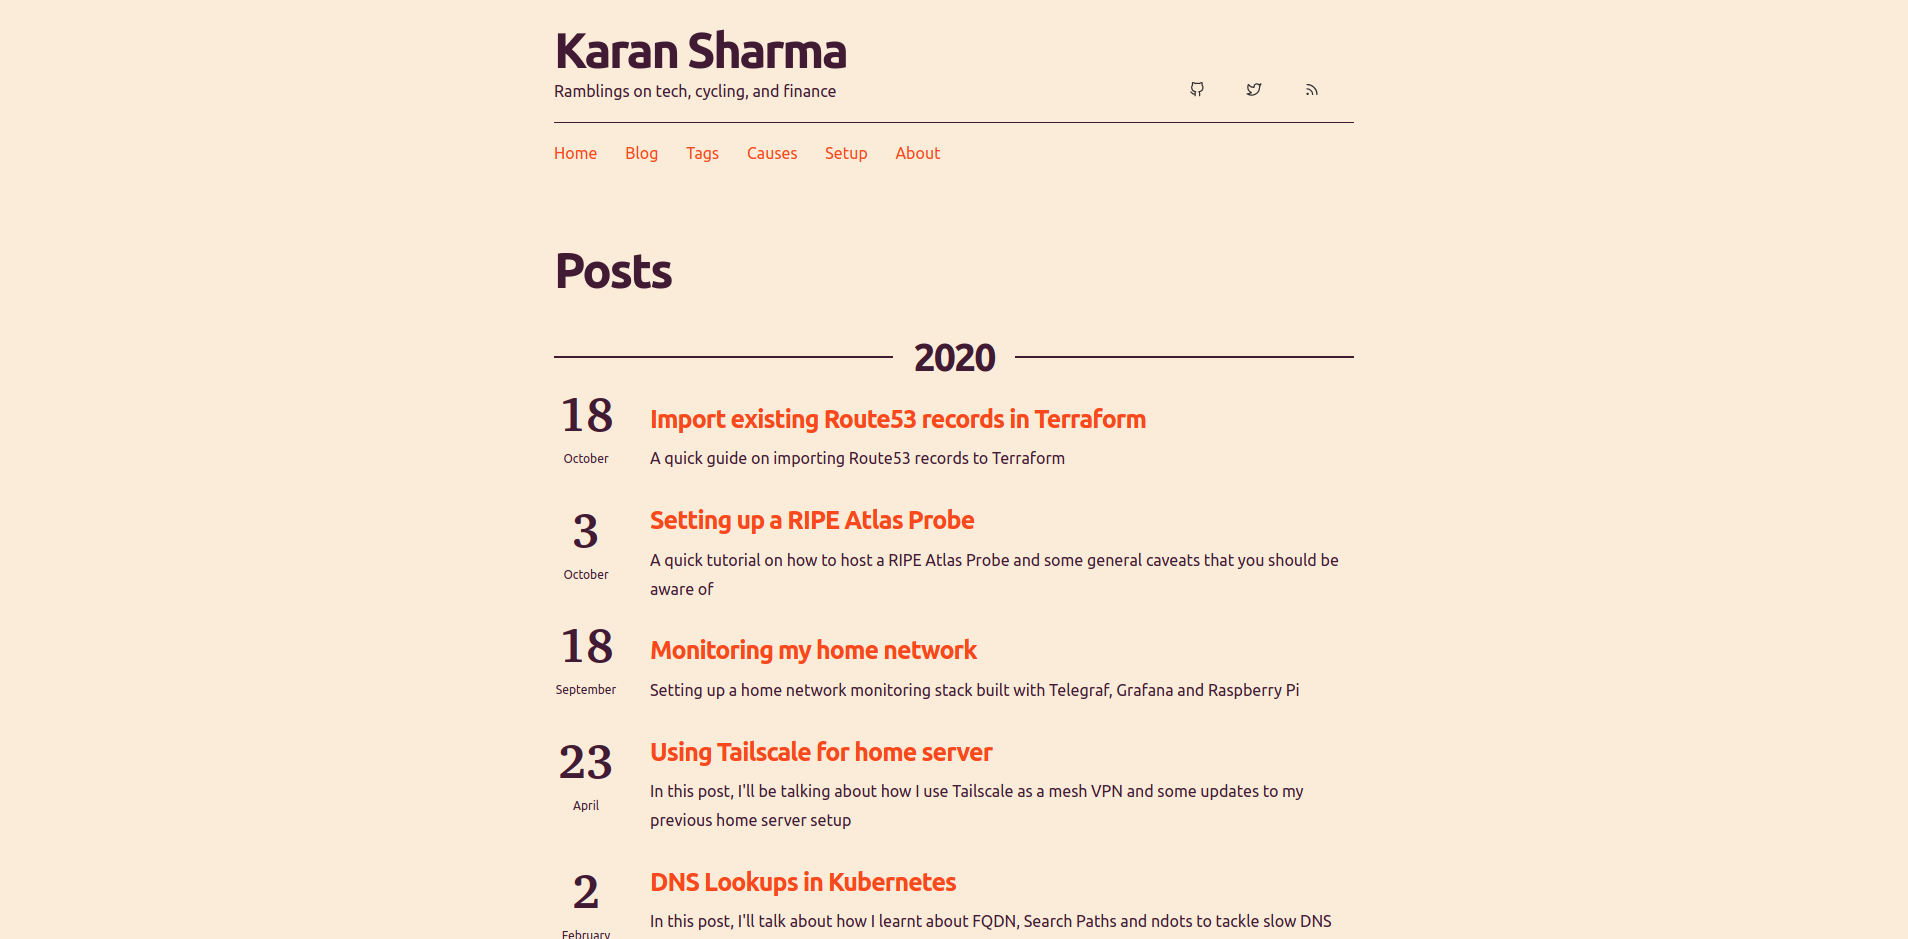 Karan Sharma
Ramblings on tech, cycling, and finance
Home Blog Tags Causes Setup About
Posts
2020
18
October
Import existing Route53 records in Terraform
A quick guide on importing Route53 records to Terraform
3
October
Setting up a RIPE Atlas Probe
A quick tutorial on how to host a RIPE Atlas Probe and some general caveats that you should be
aware of
18
September
Monitoring my home network
Setting up a home network monitoring stack built with Telegraf, Grafana and Raspberry Pi
23
April
Using Tailscale for home server
In this post, I'll be talking about how I use Tailscale as a mesh VPN and some updates to my
previous home server setup
2
February
DNS Lookups in Kubernetes
In this post, I'll talk about how I learnt about FQDN, Search Paths and ndots to tackle slow DNS